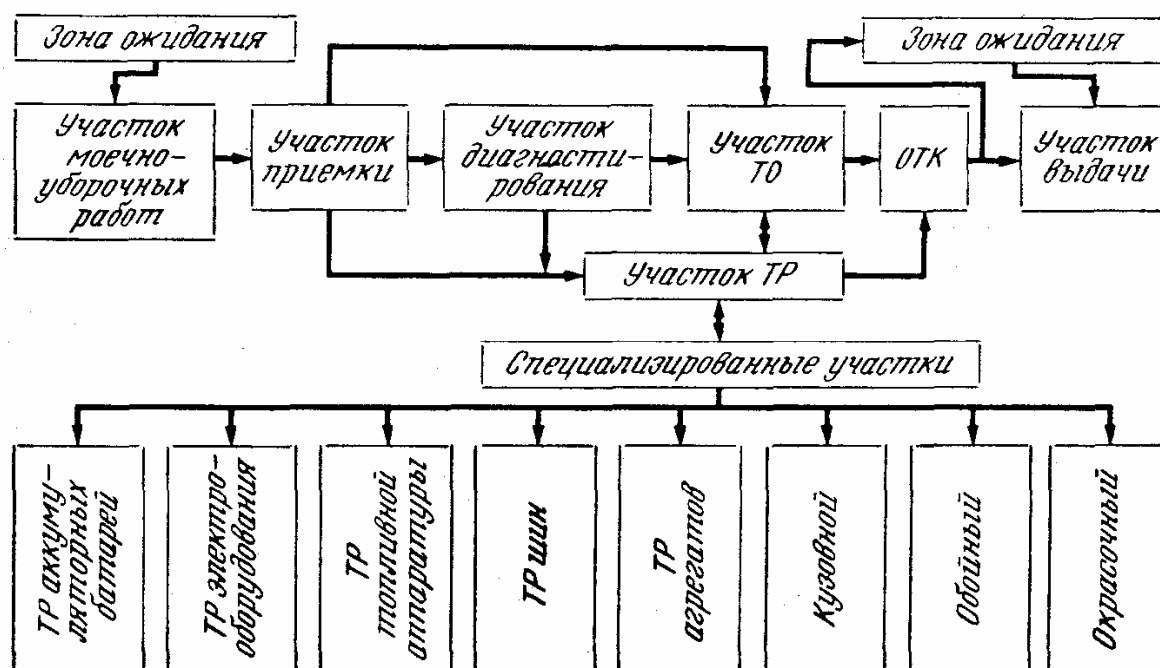 Зона ожидания
Зона ожидания
Участок
моечно-
уборочных
работ
Участок
приемки
Участок
диагности-
рования
Участок
ТО
ОТК
Участок
выдачи
Участок ТР
Специализированные участки
ТР аккуму-
ляторных
батарей
ТР электро-
оборудования
ТР
топливной
аппаратуры
ТР шин
ТР
агрегатов
Кузовной
Обойный
Окрасочный